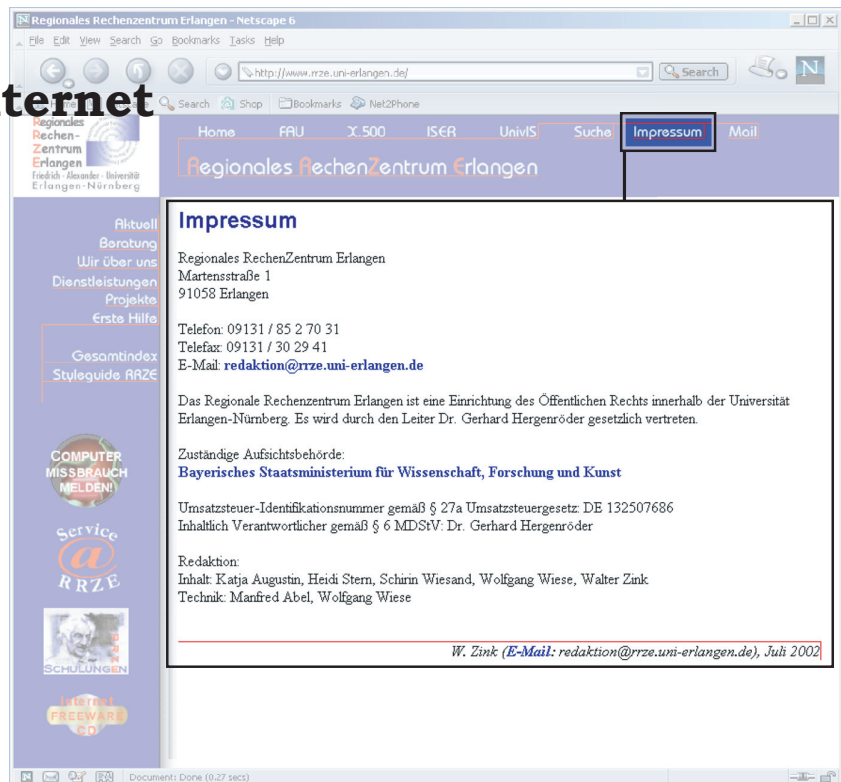 Regionales Rechenzentrum Erlangen - Netscape 6
File Edit View Search Go Bookmarks Tasks Help
http://www.rrze.uni-erlangen.de/
Search
N
nternet
Search Shop Bookmarks Net2Phone
Regionales
Rechen-
Zentrum
Erlangen
Friedrich-Alexander-Universität
Erlangen-Nürnberg
Home FAU X.500 ISER UnivIS Suche Impressum Mail
Regionales RechenZentrum Erlangen
Aktuell
Beratung
Wir über uns
Dienstleistungen
Projekte
Erste Hilfe
Gesamtindex
Styleguide RRZE
COMPUTER
MISSBRAUCH
MELDEN!
Service
@
RRZE
RRZE
SCHULUNGEN
Internet
FREEWARE
CD
Impressum
Regionales RechenZentrum Erlangen
Martensstraße 1
91058 Erlangen
Telefon: 09131 / 85 2 70 31
Telefax: 09131 / 30 29 41
E-Mail: redaktion@rrze.uni-erlangen.de
Das Regionale Rechenzentrum Erlangen ist eine Einrichtung des Öffentlichen Rechts innerhalb der Universität
Erlangen-Nürnberg. Es wird durch den Leiter Dr. Gerhard Hergenröder gesetzlich vertreten.
Zuständige Aufsichtsbehörde:
Bayerisches Staatsministerium für Wissenschaft, Forschung und Kunst
Umsatzsteuer-Identifikationsnummer gemäß § 27a Umsatzsteuergesetz: DE 132507686
Inhaltlich Verantwortlicher gemäß § 6 MDStV: Dr. Gerhard Hergenröder
Redaktion:
Inhalt: Katja Augustin, Heidi Stern, Schirin Wiesand, Wolfgang Wiese, Walter Zink
Technik: Manfred Abel, Wolfgang Wiese
W. Zink (E-Mail: redaktion@rrze.uni-erlangen.de), Juli 2002
Document: Done (0.27 secs)